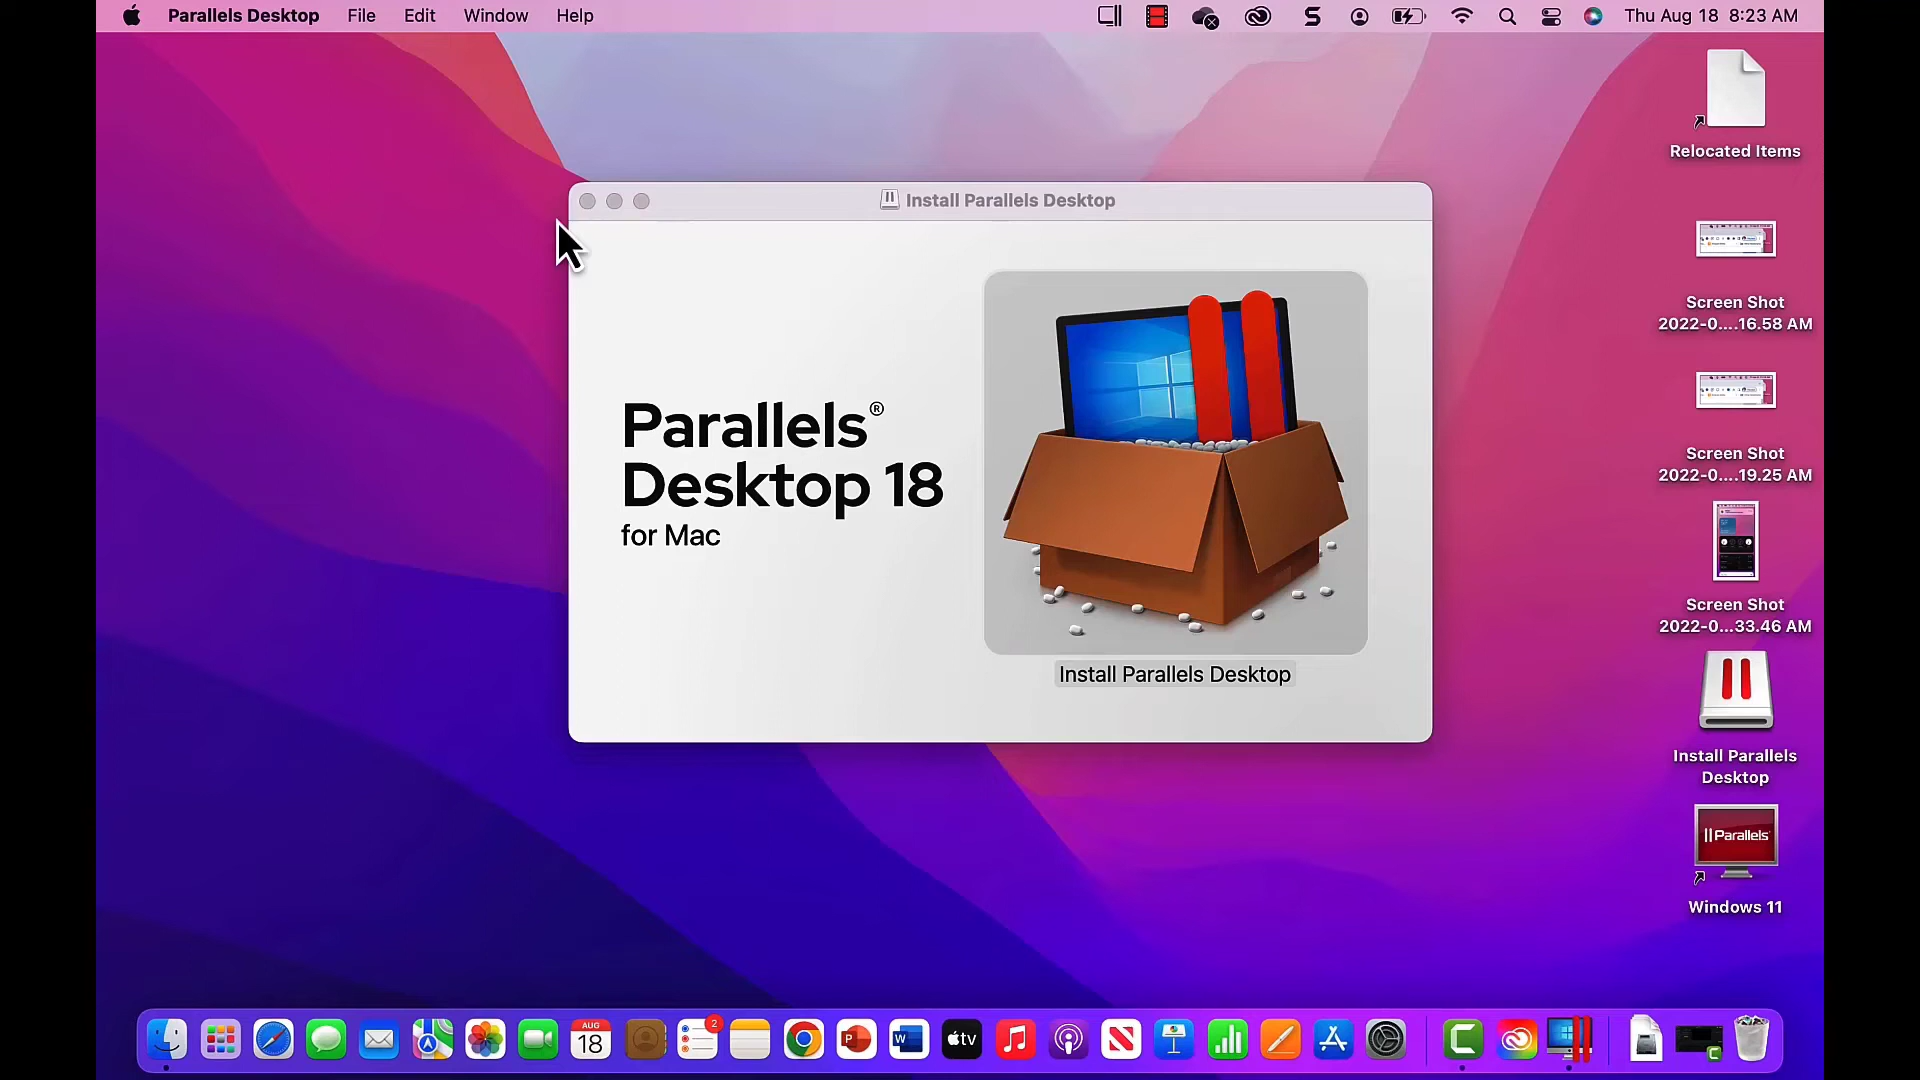 Parallels Desktop File Edit Window Help Thu Aug 18 8:23 AM
Install Parallels Desktop
Parallels®
Desktop 18
for Mac
Install Parallels Desktop
Relocated Items
Screen Shot
2022-0....16.58 AM
Screen Shot
2022-0....19.25 AM
Screen Shot
2022-0...33.46 AM
Install Parallels
Desktop
Parallels
Windows 11
AUG
18
2
tv